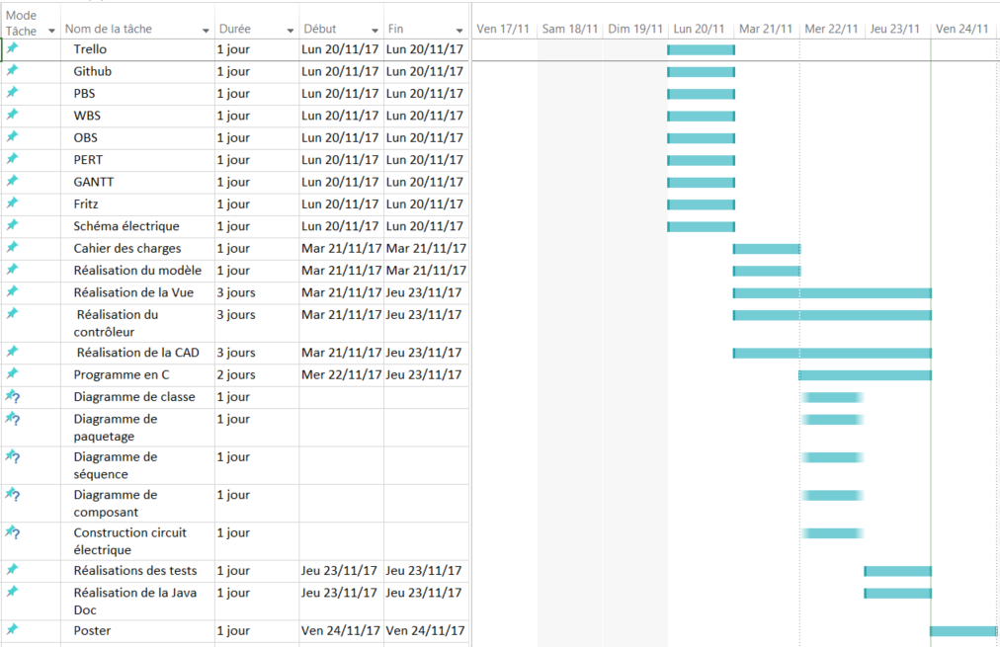 Mode
Tâche Nom de la tâche Durée Début Fin Ven 17/11 Sam 18/11 Dim 19/11 Lun 20/11 Mar 21/11 Mer 22/11 Jeu 23/11 Ven 24/11
Trello 1 jour Lun 20/11/17 Lun 20/11/17
Github 1 jour Lun 20/11/17 Lun 20/11/17
PBS 1 jour Lun 20/11/17 Lun 20/11/17
WBS 1 jour Lun 20/11/17 Lun 20/11/17
OBS 1 jour Lun 20/11/17 Lun 20/11/17
PERT 1 jour Lun 20/11/17 Lun 20/11/17
GANTT 1 jour Lun 20/11/17 Lun 20/11/17
Fritz 1 jour Lun 20/11/17 Lun 20/11/17
Schéma électrique 1 jour Lun 20/11/17 Lun 20/11/17
Cahier des charges 1 jour Mar 21/11/17 Mar 21/11/17
Réalisation du modèle 1 jour Mar 21/11/17 Mar 21/11/17
Réalisation de la Vue 3 jours Mar 21/11/17 Jeu 23/11/17
Réalisation du 3 jours Mar 21/11/17 Jeu 23/11/17
contrôleur
Réalisation de la CAD 3 jours Mar 21/11/17 Jeu 23/11/17
Programme en C 2 jours Mer 22/11/17 Jeu 23/11/17
? Diagramme de classe 1 jour
? Diagramme de 1 jour
paquetage
? Diagramme de 1 jour
séquence
? Diagramme de 1 jour
composant
? Construction circuit 1 jour
électrique
Réalisations des tests 1 jour Jeu 23/11/17 Jeu 23/11/17
Réalisation de la Java 1 jour Jeu 23/11/17 Jeu 23/11/17
Doc
Poster 1 jour Ven 24/11/17 Ven 24/11/17